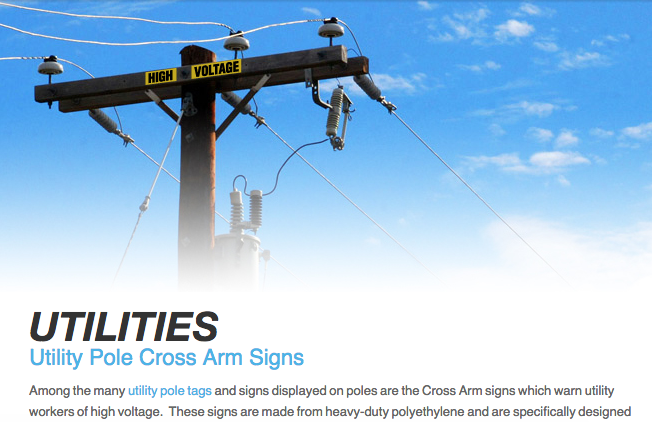 HIGH VOLTAGE
UTILITIES
Utility Pole Cross Arm Signs
Among the many utility pole tags and signs displayed on poles are the Cross Arm signs which warn utility
workers of high voltage.  These signs are made from heavy-duty polyethylene and are specifically designed